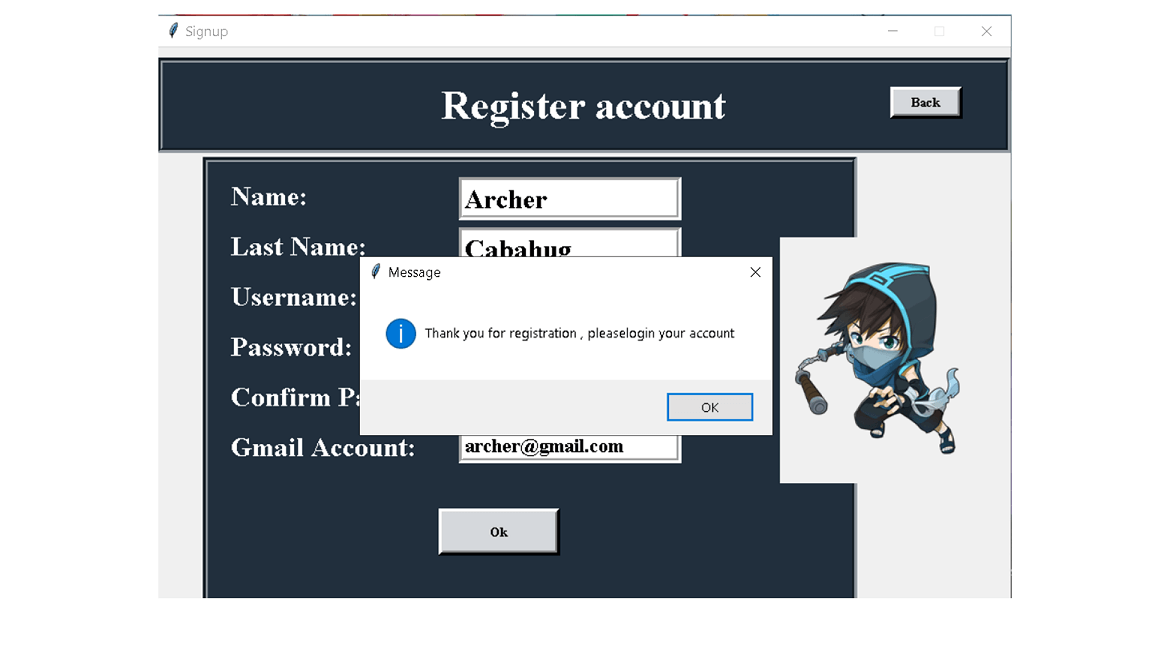 Signup
Register account
Back
Name:
Archer
Last Name:
Cabahug
Message
Username:
Thank you for registration , pleaselogin your account
Password:
Confirm
OK
Gmail Account:
archer@gmail.com
Ok